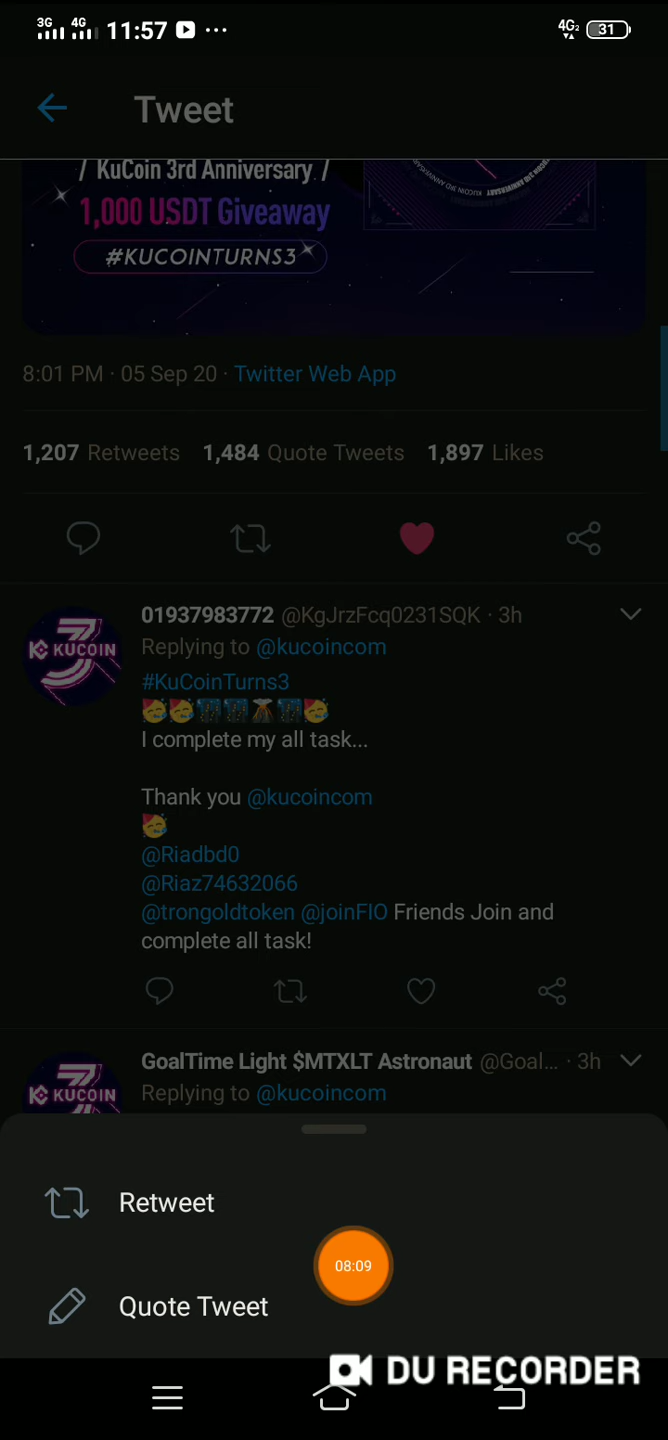 3G 4G 11:57 ... 4G2 31
Tweet
/ KuCoin 3rd Anniversary /
1,000 USDT Giveaway
#KUCOINTURNS3
8:01 PM · 05 Sep 20 · Twitter Web App
1,207 Retweets 1,484 Quote Tweets 1,897 Likes
01937983772 @KgJrzFcq0231SQK · 3h
Replying to @kucoincom
#KuCoinTurns3
🥳🥳🎆🎆🌋🎆🥳
I complete my all task...
Thank you @kucoincom
🥳
@Riadbd0
@Riaz74632066
@trongoldtoken @joinFIO Friends Join and
complete all task!
KUCOIN
GoalTime Light $MTXLT Astronaut @Goal... · 3h
Replying to @kucoincom
KUCOIN
Retweet
08:09
Quote Tweet
DU RECORDER